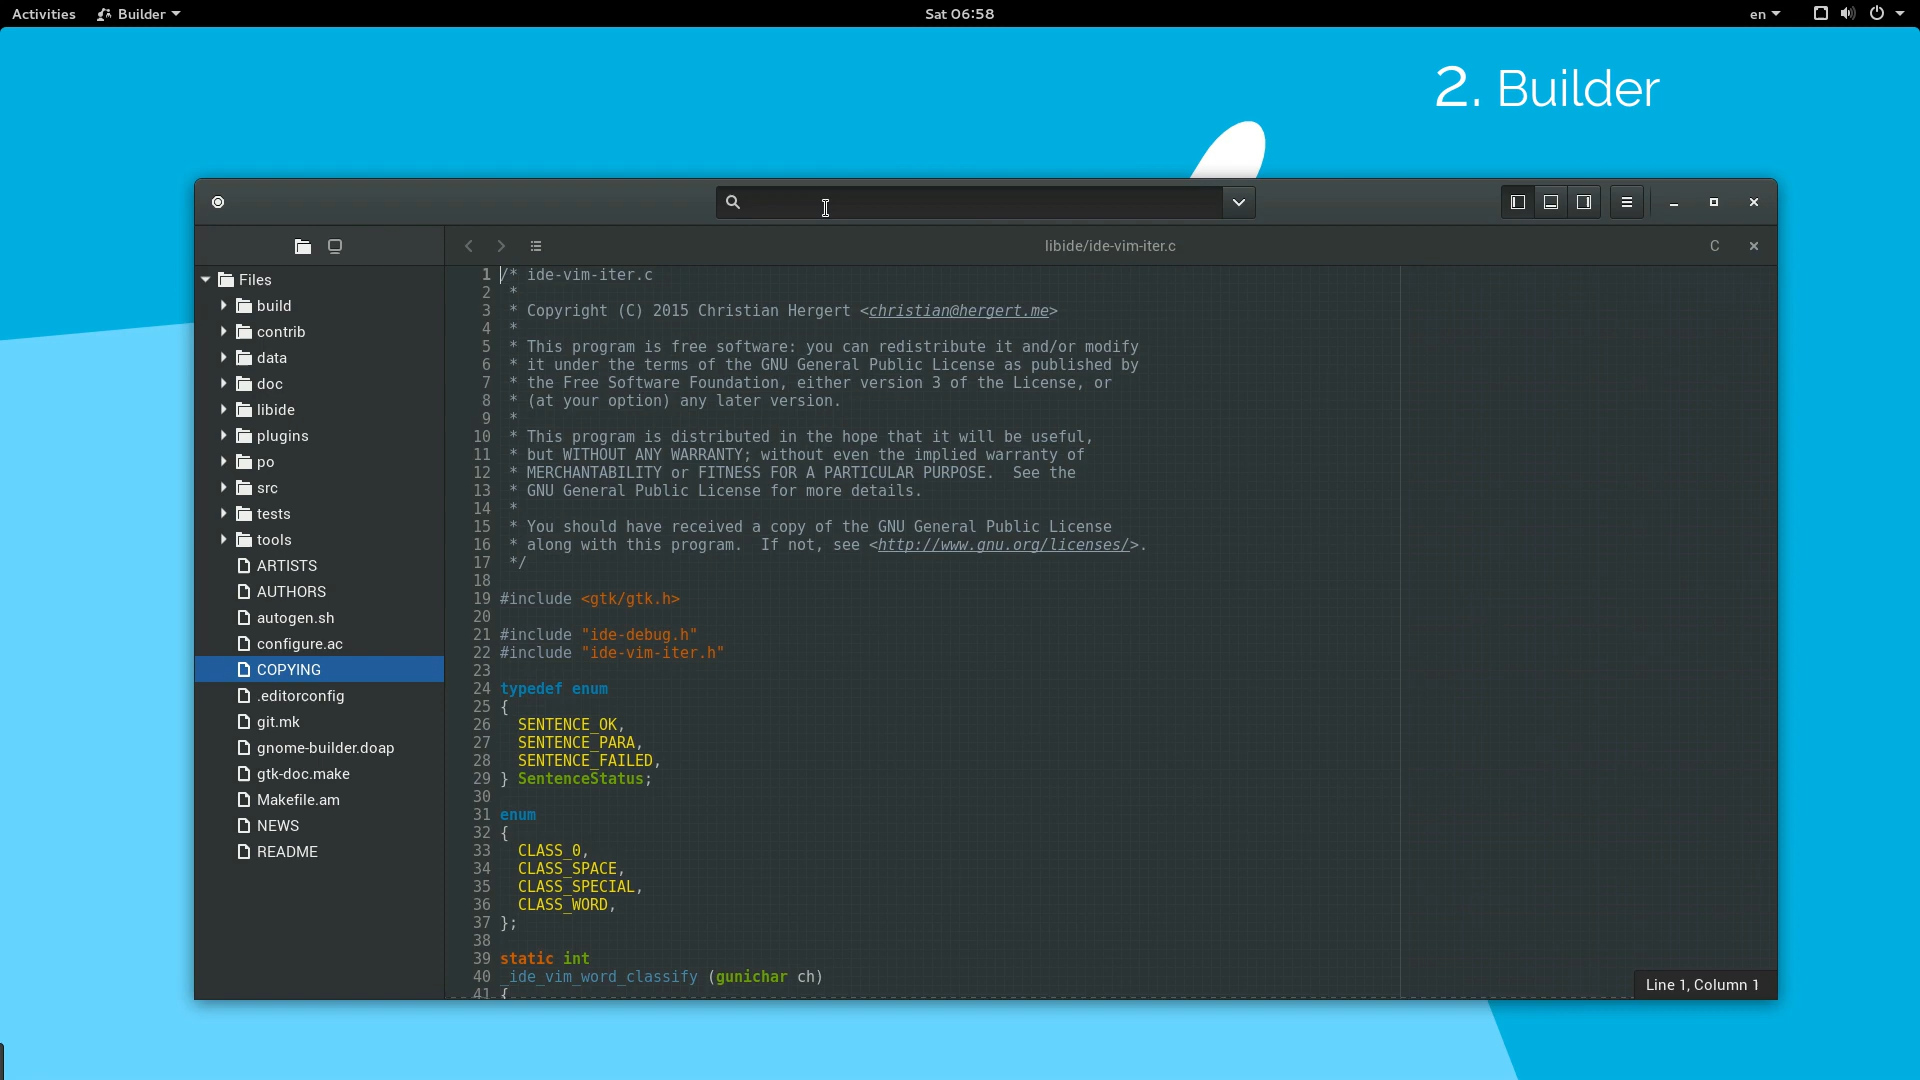 Activities Builder Sat 06:58 en
2. Builder
libide/ide-vim-iter.c C
Files
build
contrib
data
doc
libide
plugins
po
src
tests
tools
ARTISTS
AUTHORS
autogen.sh
configure.ac
COPYING
.editorconfig
git.mk
gnome-builder.doap
gtk-doc.make
Makefile.am
NEWS
README
1 /* ide-vim-iter.c
2  *
3  * Copyright (C) 2015 Christian Hergert <christian@hergert.me>
4  *
5  * This program is free software: you can redistribute it and/or modify
6  * it under the terms of the GNU General Public License as published by
7  * the Free Software Foundation, either version 3 of the License, or
8  * (at your option) any later version.
9  *
10  * This program is distributed in the hope that it will be useful,
11  * but WITHOUT ANY WARRANTY; without even the implied warranty of
12  * MERCHANTABILITY or FITNESS FOR A PARTICULAR PURPOSE.  See the
13  * GNU General Public License for more details.
14  *
15  * You should have received a copy of the GNU General Public License
16  * along with this program.  If not, see <http://www.gnu.org/licenses/>.
17  */
18
19 #include <gtk/gtk.h>
20
21 #include "ide-debug.h"
22 #include "ide-vim-iter.h"
23
24 typedef enum
25 {
26   SENTENCE_OK,
27   SENTENCE_PARA,
28   SENTENCE_FAILED,
29 } SentenceStatus;
30
31 enum
32 {
33   CLASS_0,
34   CLASS_SPACE,
35   CLASS_SPECIAL,
36   CLASS_WORD,
37 };
38
39 static int
40 _ide_vim_word_classify (gunichar ch)
41 {
Line 1, Column 1